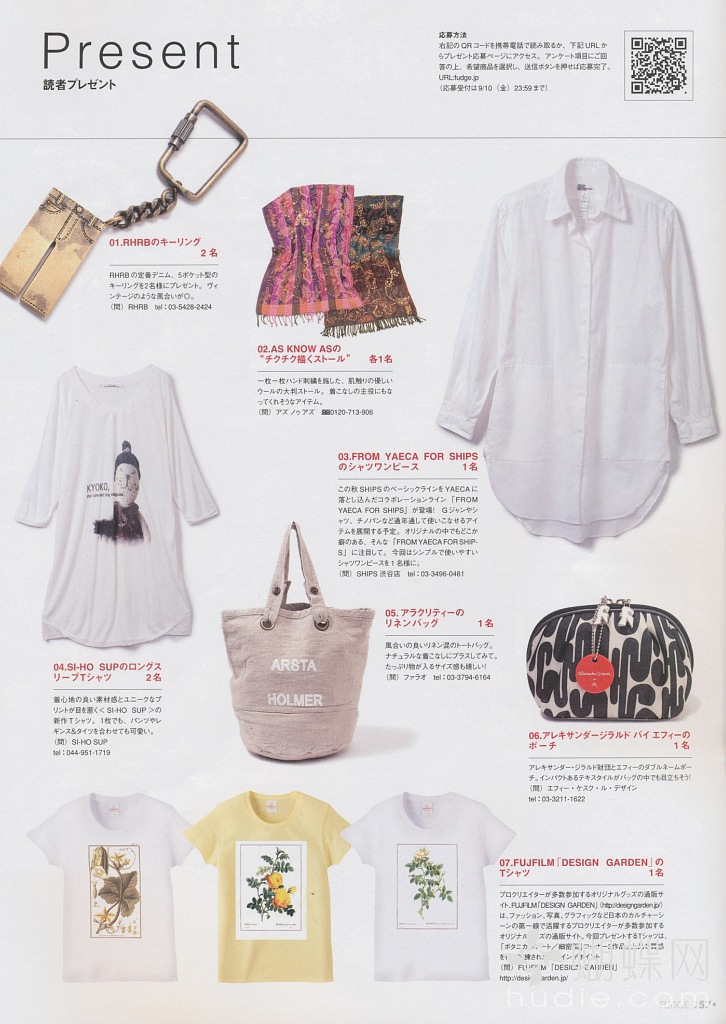 Present
読者プレゼント
応募方法
右記のQRコードを携帯電話で読み取るか、下記URLか
らプレゼント応募ページにアクセス。アンケート項目にご回
答の上、希望商品を選択し、送信ボタンを押せば応募完了。
URL:fudge.jp
(応募受付は9/10(金)23:59まで)
01.RHRBのキーリング
2名
RHRBの定番デニム、5ポケット型の
キーリングを2名様にプレゼント。ヴィ
ンテージのような風合いが◎。
(問)RHRB tel:03-5428-2424
02.AS KNOW ASの
“チクチク描くストール” 各1名
一枚一枚ハンド刺繍を施した、肌触りの優しい
ウールの大判ストール。着こなしの主役にもな
ってくれそうなアイテム。
(問)アズ ノゥ アズ 0120-713-906
03.FROM YAECA FOR SHIPS
のシャツワンピース 1名
この秋SHIPSのベーシックラインをYAECAに
落とし込んだコラボレーションライン「FROM
YAECA FOR SHIPS」が登場! Gジャンやシ
ャツ、チノパンなど通年通して使いこなせるアイ
テムを展開する予定。オリジナルの中でもどこか
癖のある、そんな「FROM YAECA FOR SHIP-
S」に注目して。今回はシンプルで使いやすい
シャツワンピースを1名様に。
(問)SHIPS 渋谷店 tel:03-3496-0481
KYOKO,
04.SI-HO SUPのロングス
リーブTシャツ 2名
着心地の良い素材感とユニークなプ
リントが目を惹く<SI-HO SUP>の
新作Tシャツ。1枚でも、パンツやレ
ギンス&タイツを合わせても可愛い。
(問)SI-HO SUP
tel:044-951-1719
ARSTA
HOLMER
05.アラクリティーの
リネンバッグ 1名
風合いの良いリネン混のトートバッグ。
ナチュラルな着こなしにプラスしてみて。
たっぷり物が入るサイズ感も嬉しい!
(問)ファラオ tel:03-3794-6164
06.アレキサンダージラルド バイ エフィーの
ポーチ 1名
アレキサンダー・ジラルド財団とエフィーのダブルネームポー
チ。インパクトあるテキスタイルがバッグの中でも目立ちそう!
(問)エフィー・ケスク・ル・デザイン
tel:03-3211-1622
07.FUJFILM「DESIGN GARDEN」の
Tシャツ 1名
プロクリエイターが多数参加するオリジナルグッズの通販サ
イト、FUJFILM「DESIGN GARDEN」(http://designgarden.jp/)
は、ファッション、写真、グラフィックなど日本のカルチャーシ
ーンの第一線で活躍するプロクリエイターが多数参加する
オリジナルグッズの通販サイト。今回プレゼントするTシャツは、
(問)FUJFILM「DESIGN GARDEN」
http://designgarden.jp/
蝴蝶网
hudie.com